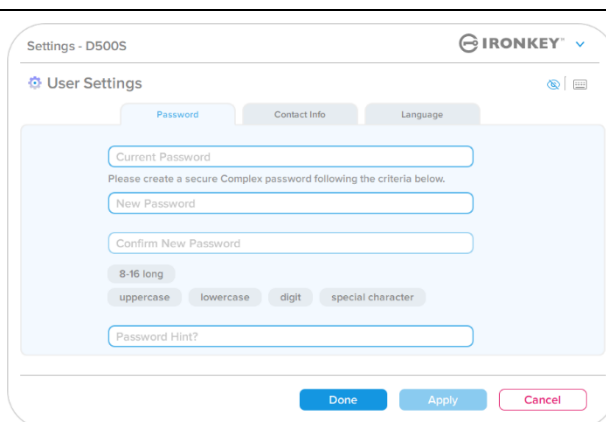 Settings - D500S
IRONKEY
User Settings
Password Contact Info Language
Current Password
Please create a secure Complex password following the criteria below.
New Password
Confirm New Password
8-16 long
uppercase lowercase digit special character
Password Hint?
Done Apply Cancel